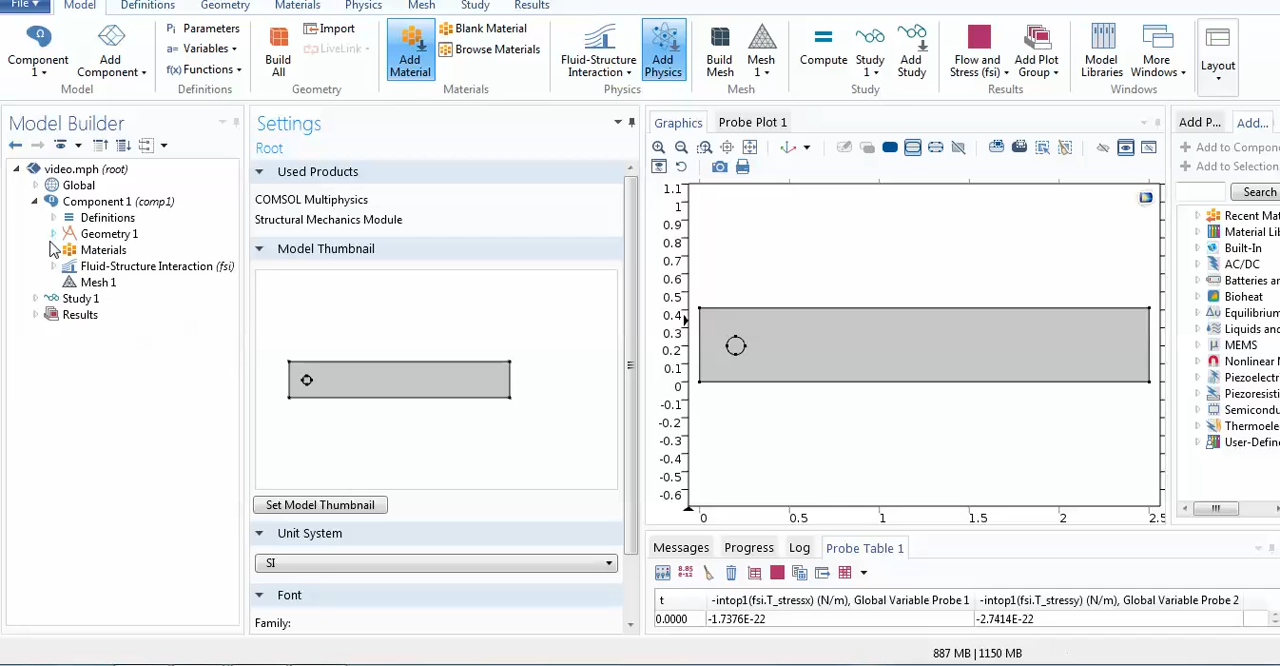 File
Model
Definitions
Geometry
Materials
Physics
Mesh
Study
Results
Component
1
Add
Component
Model
Pi Parameters
a= Variables
f(x) Functions
Definitions
Build
All
Import
LiveLink
Geometry
Add
Material
Blank Material
Browse Materials
Materials
Fluid-Structure
Interaction
Add
Physics
Physics
Build
Mesh
Mesh
1
Mesh
Compute
Study
1
Add
Study
Study
Flow and
Stress (fsi)
Add Plot
Group
Results
Model
Libraries
More
Windows
Windows
Layout
Model Builder
video.mph (root)
Global
Component 1 (comp1)
Definitions
Geometry 1
Materials
Fluid-Structure Interaction (fsi)
Mesh 1
Study 1
Results
Settings
Root
Used Products
COMSOL Multiphysics
Structural Mechanics Module
Model Thumbnail
Set Model Thumbnail
Unit System
SI
Font
Family:
Graphics
Probe Plot 1
1.1
1
0.9
0.8
0.7
0.6
0.5
0.4
0.3
0.2
0.1
0
-0.1
-0.2
-0.3
-0.4
-0.5
-0.6
0 0.5 1 1.5 2 2.5
Messages
Progress
Log
Probe Table 1
8.85
e-12
t -intop1(fsi.T_stressx) (N/m), Global Variable Probe 1 -intop1(fsi.T_stressy) (N/m), Global Variable Probe 2
0.0000 -1.7376E-22 -2.7414E-22
Add P...
Add...
Add to Compone
Add to Selection
Search
Recent Mat
Material Lib
Built-In
AC/DC
Batteries an
Bioheat
Equilibrium
Liquids and
MEMS
Nonlinear M
Piezoelectr
Piezoresisti
Semicondu
Thermoele
User-Define
887 MB | 1150 MB